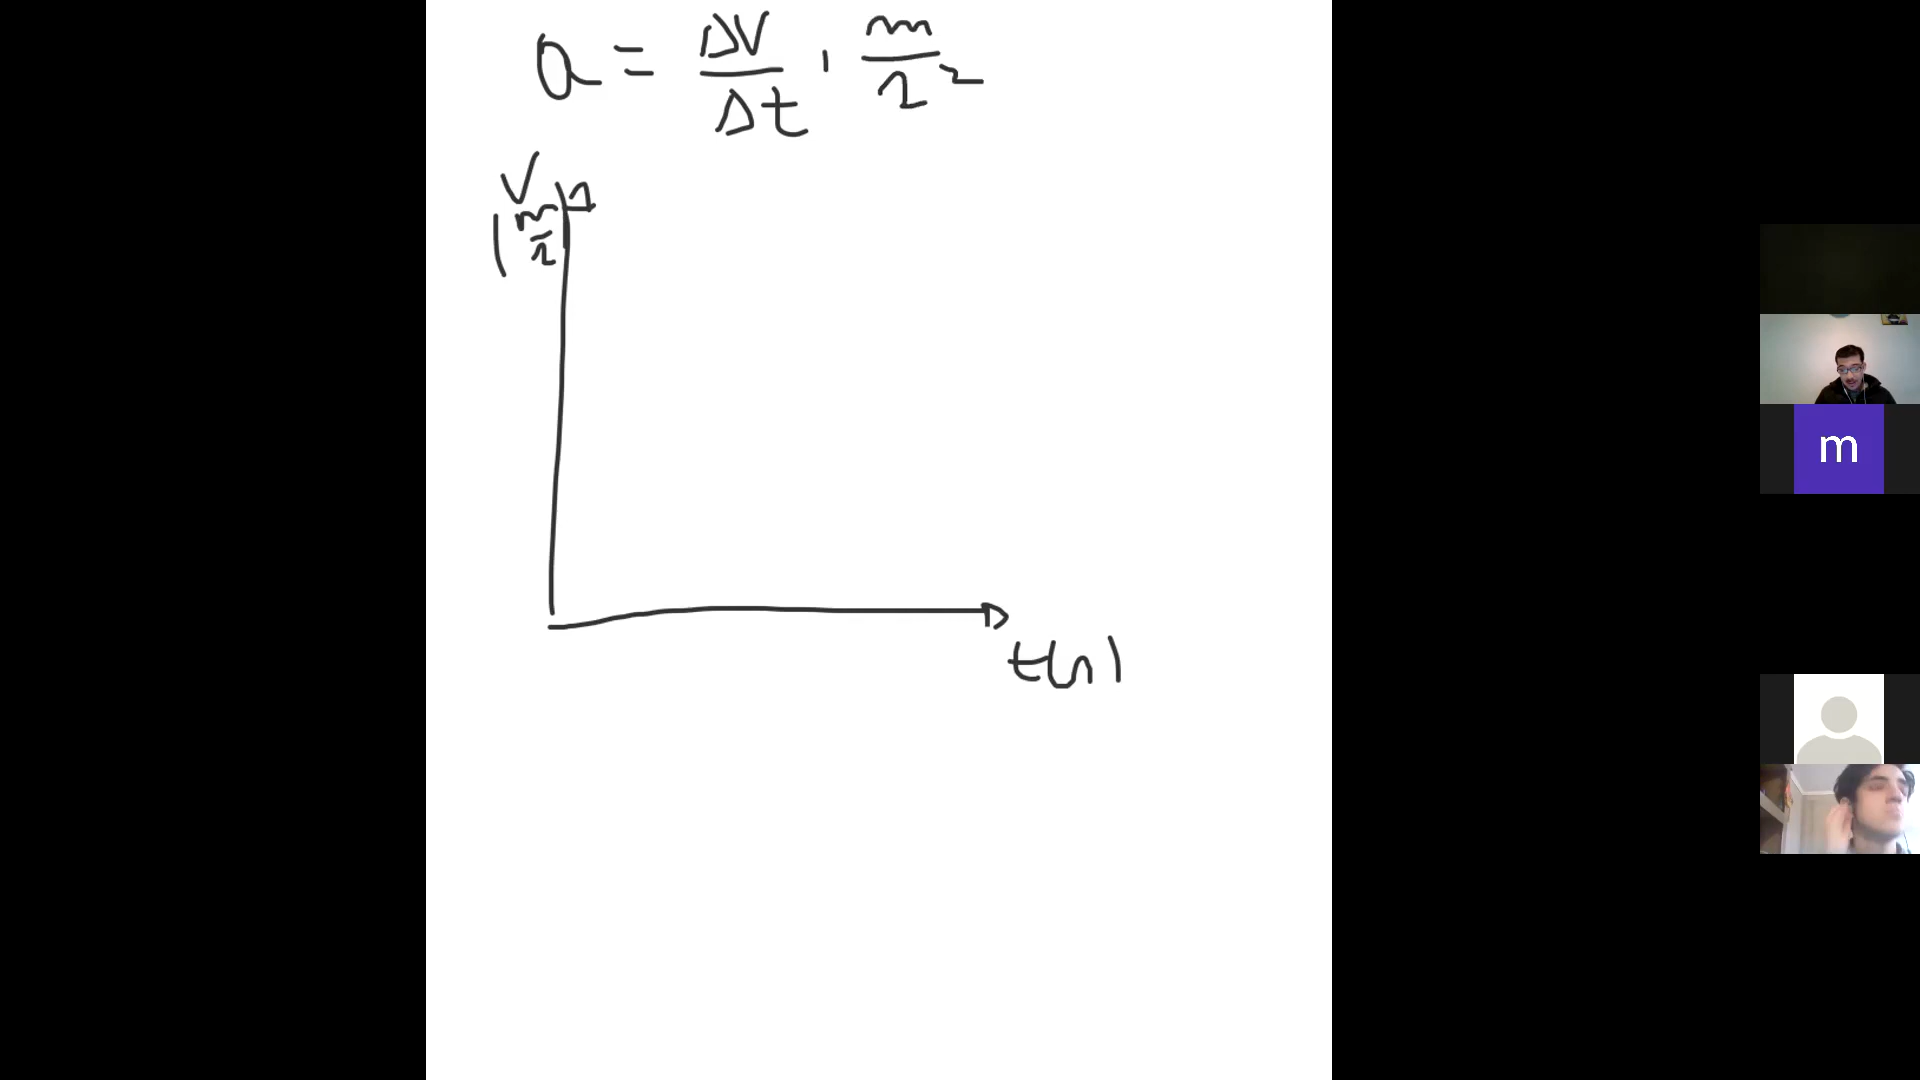 a = ΔV/Δt , m/s²
V
(m/s)
t(s)
m